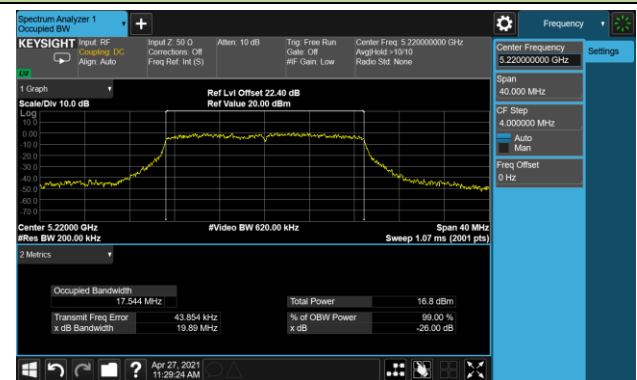 Spectrum Analyzer 1
Occupied BW
Frequency
KEYSIGHT Input: RF
Coupling: DC
Align: Auto
Input Z: 50 Ω
Corrections: Off
Freq Ref: Int (S)
Atten: 10 dB
Trig: Free Run
Gate: Off
#IF Gain: Low
Center Freq: 5.220000000 GHz
Avg|Hold:>10/10
Radio Std: None
Center Frequency
5.220000000 GHz
Settings
Span
40.000 MHz
CF Step
4.000000 MHz
Auto
Man
Freq Offset
0 Hz
1 Graph
Scale/Div 10.0 dB
Ref Lvl Offset 22.40 dB
Ref Value 20.00 dBm
Log
10.0
0.00
-10.0
-20.0
-30.0
-40.0
-50.0
-60.0
-70.0
Center 5.22000 GHz
#Res BW 200.00 kHz
#Video BW 620.00 kHz
Span 40 MHz
Sweep 1.07 ms (2001 pts)
2 Metrics
Occupied Bandwidth
17.544 MHz
Total Power 16.8 dBm
Transmit Freq Error 43.854 kHz
% of OBW Power 99.00 %
x dB Bandwidth 19.89 MHz
x dB -26.00 dB
?
Apr 27, 2021
11:29:24 AM